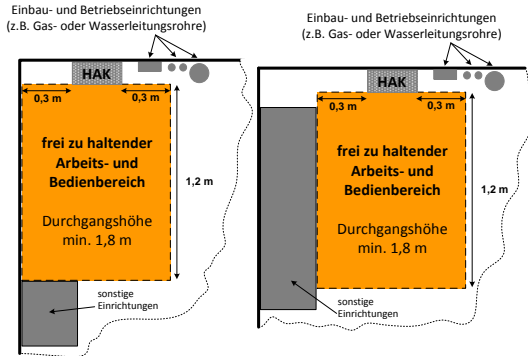 Einbau- und Betriebseinrichtungen
(z.B. Gas- oder Wasserleitungsrohre)
HAK
0,3 m
0,3 m
frei zu haltender
Arbeits- und
Bedienbereich
1,2 m
Durchgangshöhe
min. 1,8 m
sonstige
Einrichtungen
Einbau- und Betriebseinrichtungen
(z.B. Gas- oder Wasserleitungsrohre)
HAK
0,3 m
0,3 m
frei zu haltender
Arbeits- und
Bedienbereich
1,2 m
Durchgangshöhe
min. 1,8 m
sonstige
Einrichtungen